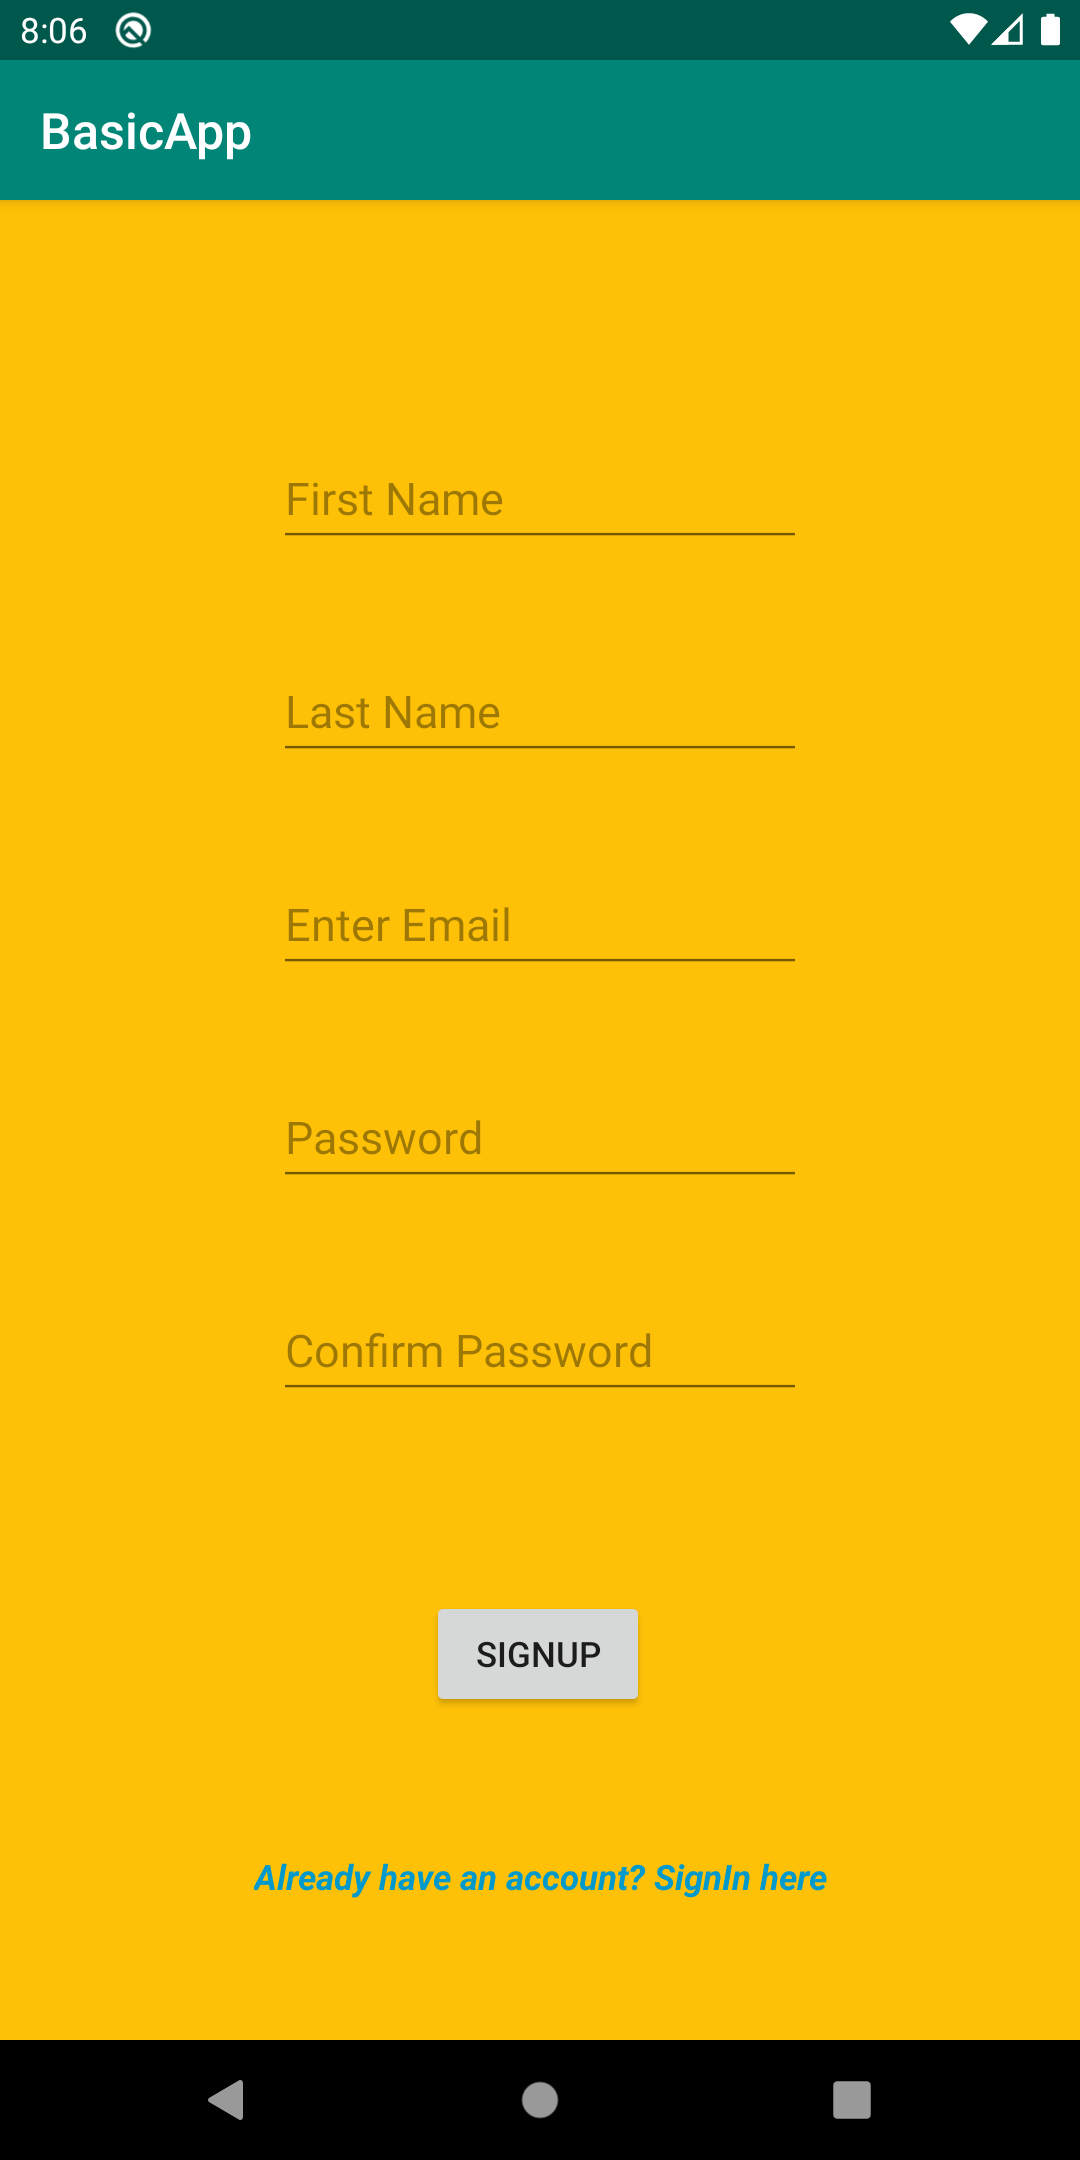 8:06
BasicApp
First Name
Last Name
Enter Email
Password
Confirm Password
SIGNUP
Already have an account? SignIn here